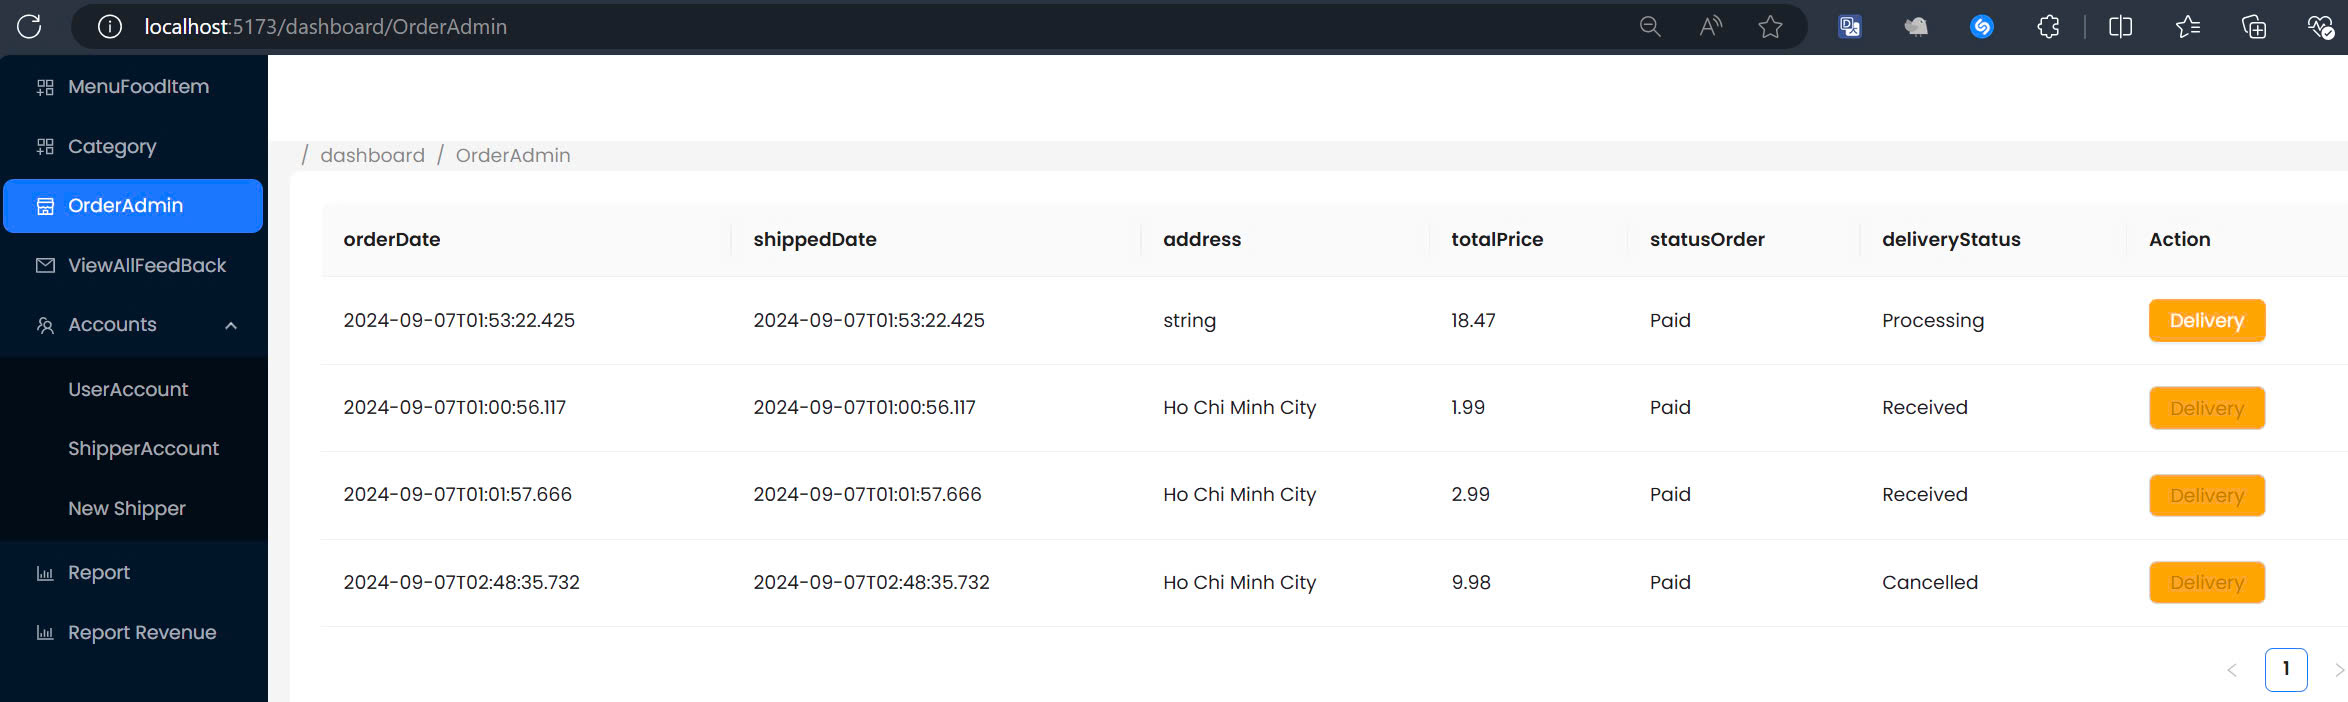 localhost:5173/dashboard/OrderAdmin
MenuFoodItem
Category
OrderAdmin
ViewAllFeedBack
Accounts
UserAccount
ShipperAccount
New Shipper
Report
Report Revenue
/ dashboard / OrderAdmin
orderDate shippedDate address totalPrice statusOrder deliveryStatus Action
2024-09-07T01:53:22.425 2024-09-07T01:53:22.425 string 18.47 Paid Processing Delivery
2024-09-07T01:00:56.117 2024-09-07T01:00:56.117 Ho Chi Minh City 1.99 Paid Received Delivery
2024-09-07T01:01:57.666 2024-09-07T01:01:57.666 Ho Chi Minh City 2.99 Paid Received Delivery
2024-09-07T02:48:35.732 2024-09-07T02:48:35.732 Ho Chi Minh City 9.98 Paid Cancelled Delivery
< 1 >